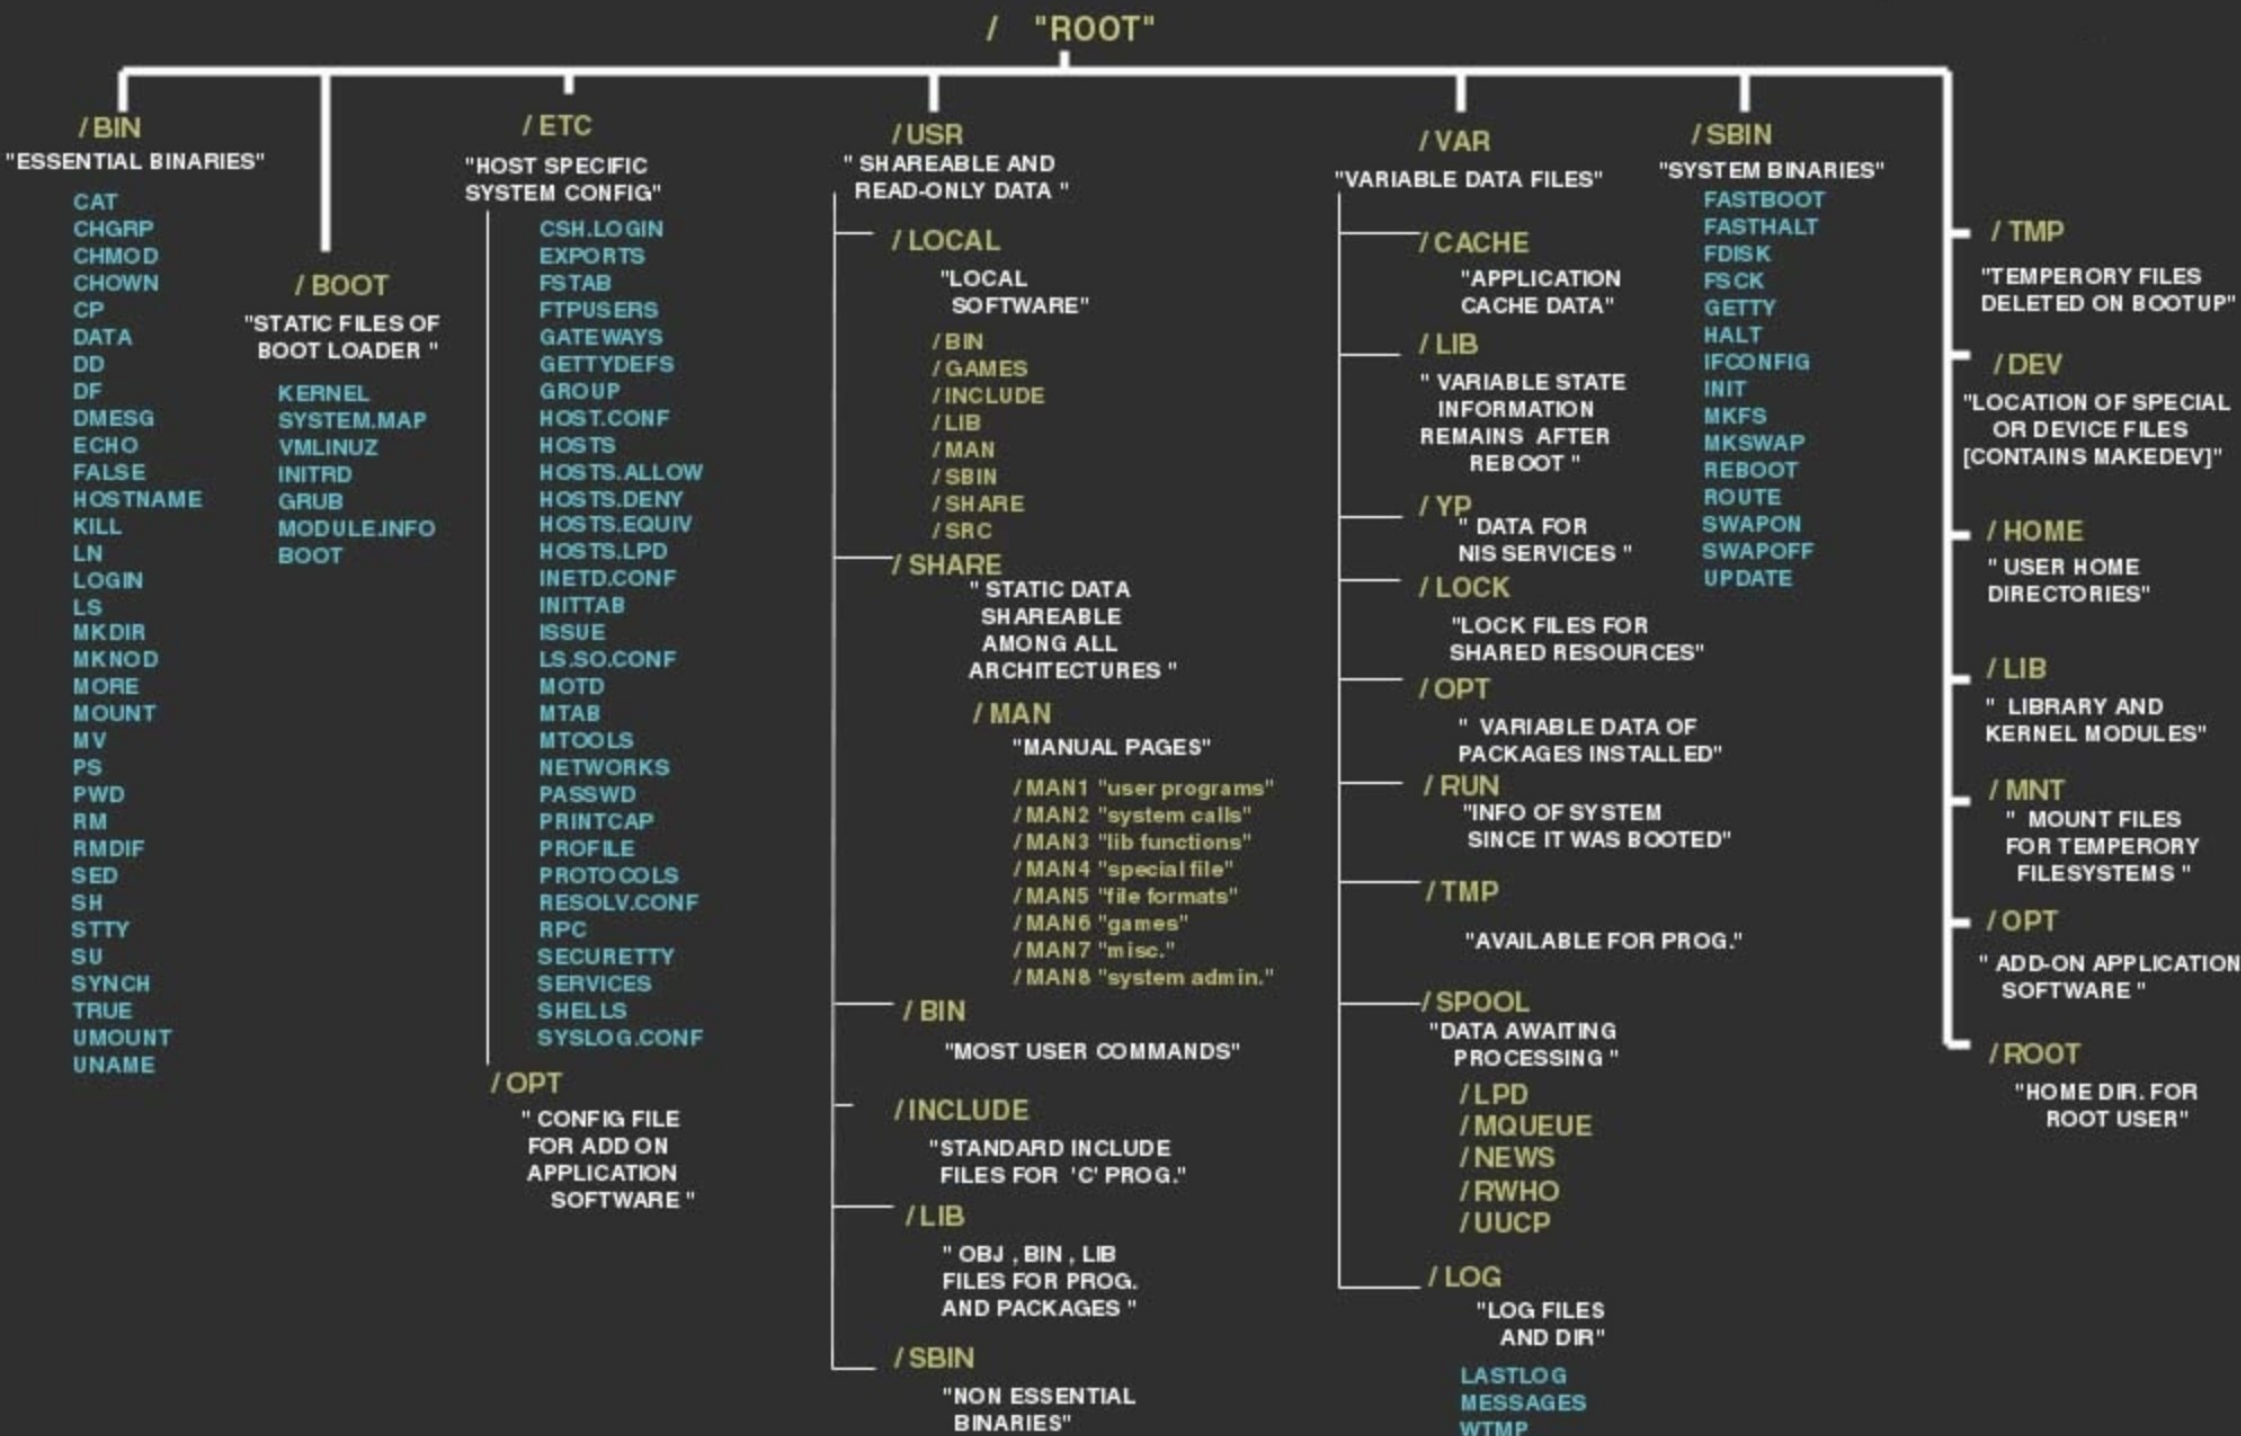 / "ROOT"
/BIN
"ESSENTIAL BINARIES"
CAT
CHGRP
CHMOD
CHOWN
CP
DATA
DD
DF
DMESG
ECHO
FALSE
HOSTNAME
KILL
LN
LOGIN
LS
MKDIR
MKNOD
MORE
MOUNT
MV
PS
PWD
RM
RMDIF
SED
SH
STTY
SU
SYNCH
TRUE
UMOUNT
UNAME
/BOOT
"STATIC FILES OF
BOOT LOADER "
KERNEL
SYSTEM.MAP
VMLINUZ
INITRD
GRUB
MODULE.INFO
BOOT
/ETC
"HOST SPECIFIC
SYSTEM CONFIG"
CSH.LOGIN
EXPORTS
FSTAB
FTPUSERS
GATEWAYS
GETTYDEFS
GROUP
HOST.CONF
HOSTS
HOSTS.ALLOW
HOSTS.DENY
HOSTS.EQUIV
HOSTS.LPD
INETD.CONF
INITTAB
ISSUE
LS.SO.CONF
MOTD
MTAB
MTOOLS
NETWORKS
PASSWD
PRINTCAP
PROFILE
PROTOCOLS
RESOLV.CONF
RPC
SECURETTY
SERVICES
SHELLS
SYSLOG.CONF
/OPT
" CONFIG FILE
FOR ADD ON
APPLICATION
SOFTWARE "
/USR
" SHAREABLE AND
READ-ONLY DATA "
/LOCAL
"LOCAL
SOFTWARE"
/BIN
/GAMES
/INCLUDE
/LIB
/MAN
/SBIN
/SHARE
/SRC
/SHARE
" STATIC DATA
SHAREABLE
AMONG ALL
ARCHITECTURES "
/MAN
"MANUAL PAGES"
/MAN1 "user programs"
/MAN2 "system calls"
/MAN3 "lib functions"
/MAN4 "special file"
/MAN5 "file formats"
/MAN6 "games"
/MAN7 "misc."
/MAN8 "system admin."
/BIN
"MOST USER COMMANDS"
/INCLUDE
"STANDARD INCLUDE
FILES FOR 'C' PROG."
/LIB
" OBJ , BIN , LIB
FILES FOR PROG.
AND PACKAGES "
/SBIN
"NON ESSENTIAL
BINARIES"
/VAR
"VARIABLE DATA FILES"
/CACHE
"APPLICATION
CACHE DATA"
/LIB
" VARIABLE STATE
INFORMATION
REMAINS AFTER
REBOOT "
/YP
" DATA FOR
NIS SERVICES "
/LOCK
"LOCK FILES FOR
SHARED RESOURCES"
/OPT
" VARIABLE DATA OF
PACKAGES INSTALLED"
/RUN
"INFO OF SYSTEM
SINCE IT WAS BOOTED"
/TMP
"AVAILABLE FOR PROG."
/SPOOL
"DATA AWAITING
PROCESSING "
/LPD
/MQUEUE
/NEWS
/RWHO
/UUCP
/LOG
"LOG FILES
AND DIR"
LASTLOG
MESSAGES
WTMP
/SBIN
"SYSTEM BINARIES"
FASTBOOT
FASTHALT
FDISK
FSCK
GETTY
HALT
IFCONFIG
INIT
MKFS
MKSWAP
REBOOT
ROUTE
SWAPON
SWAPOFF
UPDATE
/TMP
"TEMPERORY FILES
DELETED ON BOOTUP"
/DEV
"LOCATION OF SPECIAL
OR DEVICE FILES
[CONTAINS MAKEDEV]"
/HOME
" USER HOME
DIRECTORIES"
/LIB
" LIBRARY AND
KERNEL MODULES"
/MNT
" MOUNT FILES
FOR TEMPERORY
FILESYSTEMS "
/OPT
" ADD-ON APPLICATION
SOFTWARE "
/ROOT
"HOME DIR. FOR
ROOT USER"